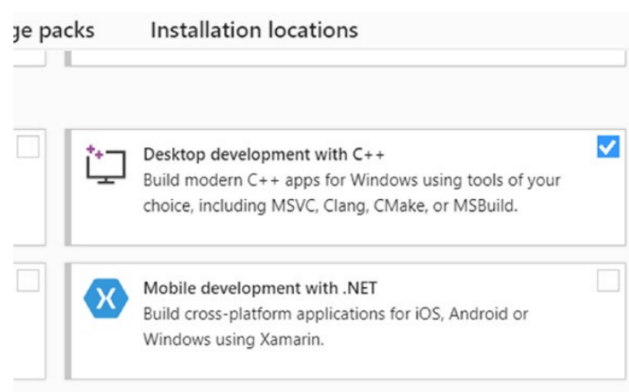 ge packs Installation locations
Desktop development with C++
Build modern C++ apps for Windows using tools of your
choice, including MSVC, Clang, CMake, or MSBuild.
Mobile development with .NET
Build cross-platform applications for iOS, Android or
Windows using Xamarin.